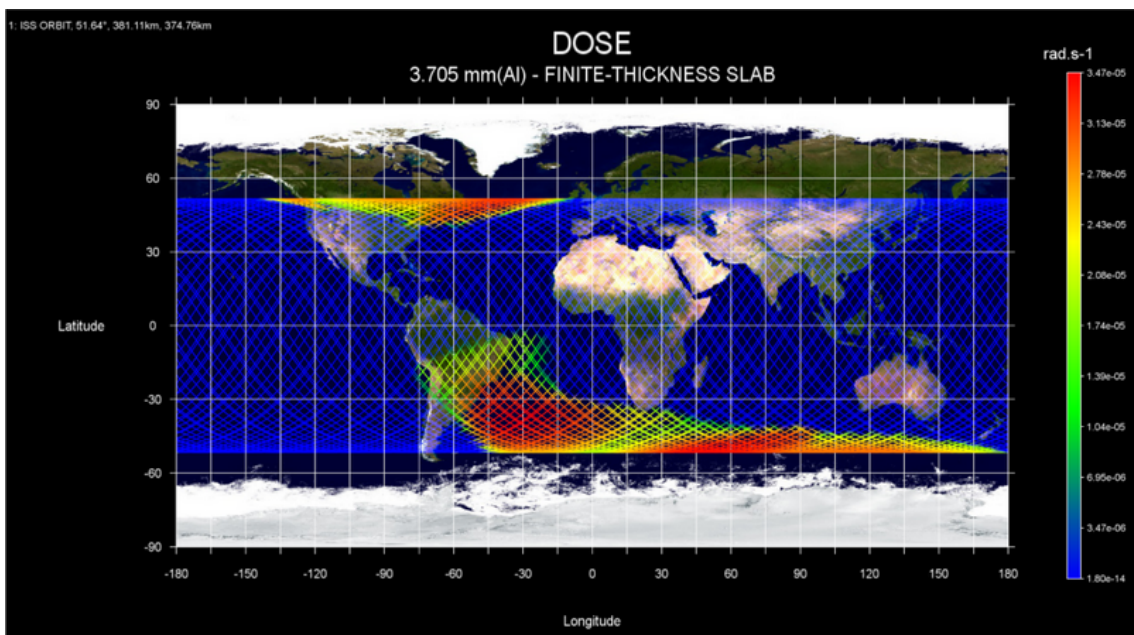 1: ISS ORBIT, 51.64°, 381.11km, 374.76km
DOSE
3.705 mm(Al) - FINITE-THICKNESS SLAB
rad.s-1
3.47e-05
3.13e-05
2.78e-05
2.43e-05
2.08e-05
1.74e-05
1.39e-05
1.04e-05
6.95e-06
3.47e-06
1.80e-14
90
60
30
0
-30
-60
-90
Latitude
-180 -150 -120 -90 -60 -30 0 30 60 90 120 150 180
Longitude